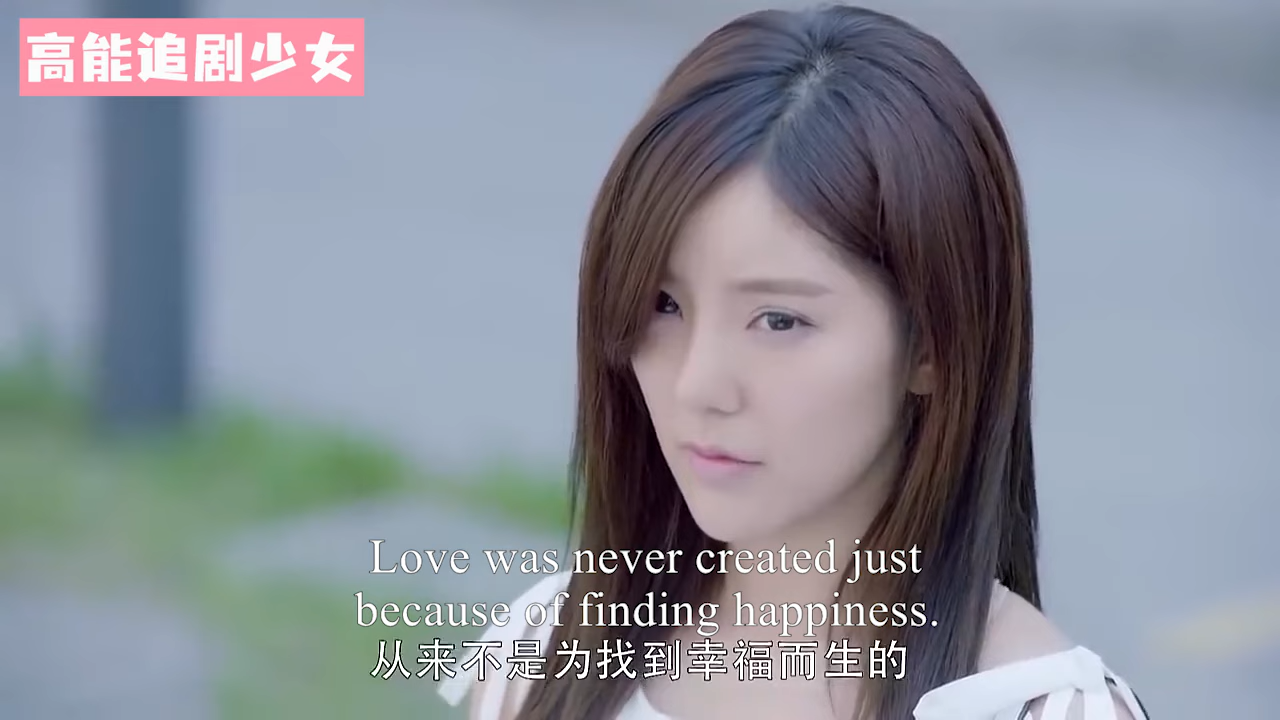 高能追剧少女
Love was never created just
because of finding happiness.
从来不是为找到幸福而生的